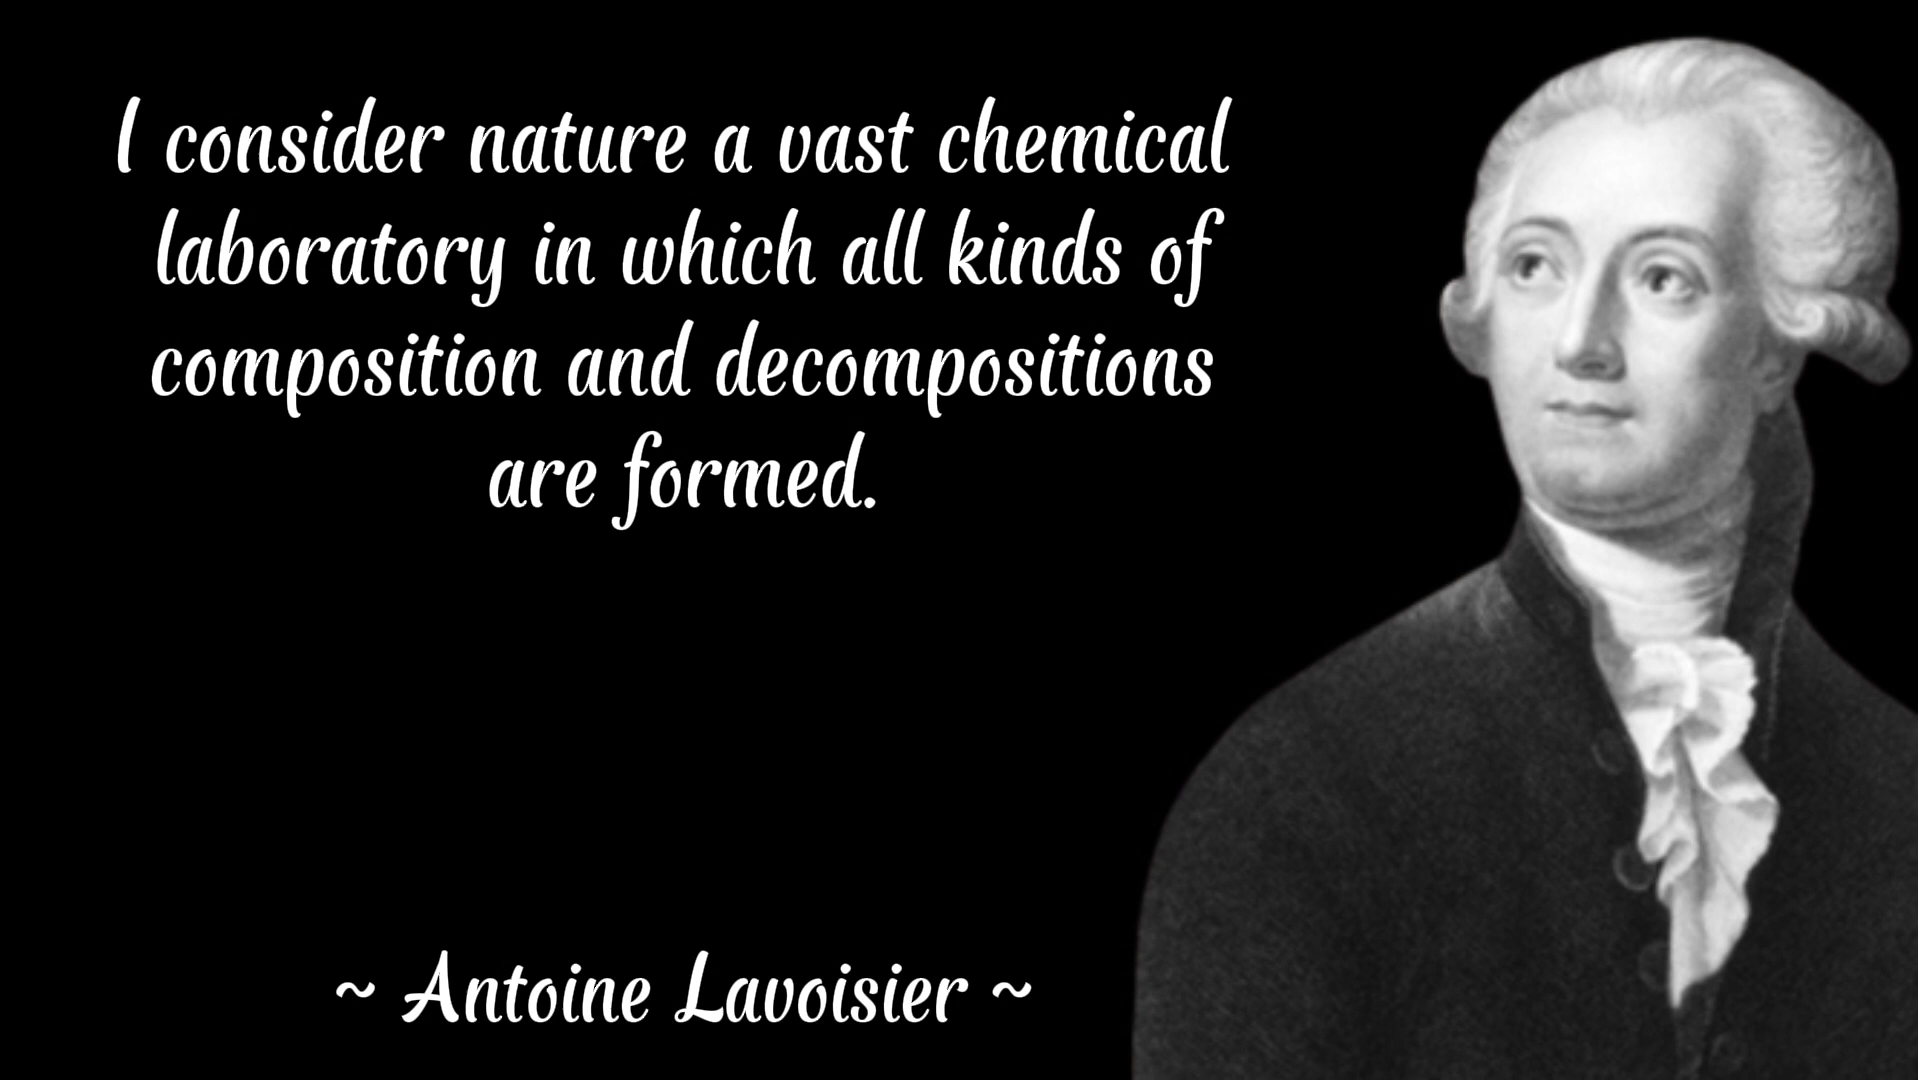 I consider nature a vast chemical
laboratory in which all kinds of
composition and decompositions
are formed.
~ Antoine Lavoisier ~